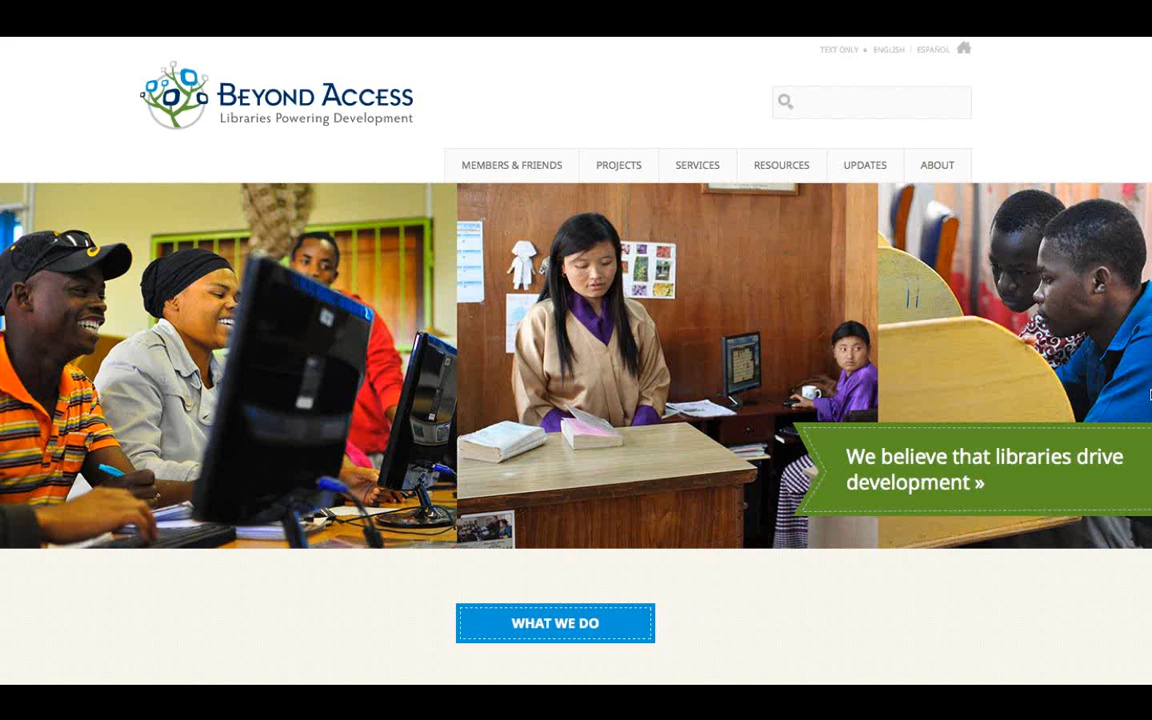 TEXT ONLY
ENGLISH
ESPAÑOL
BEYOND ACCESS
Libraries Powering Development
MEMBERS & FRIENDS
PROJECTS
SERVICES
RESOURCES
UPDATES
ABOUT
We believe that libraries drive
development »
WHAT WE DO